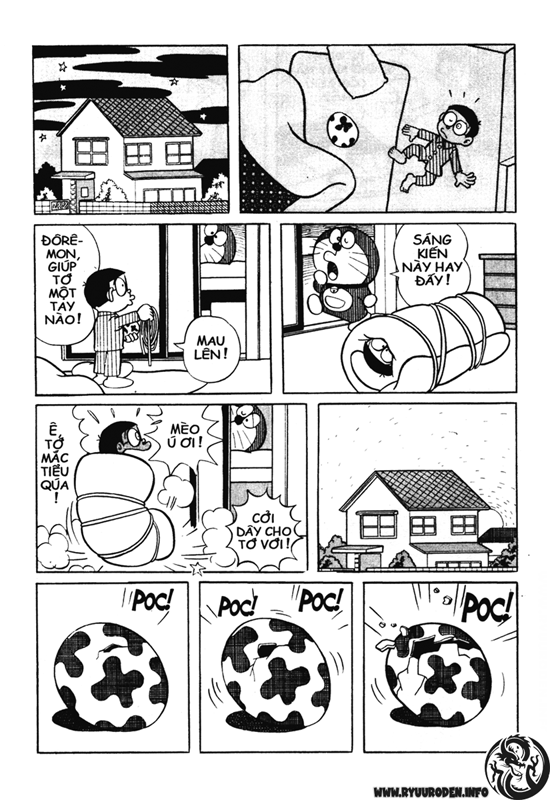 ĐÔRÊ-
MON,
GIÚP
TỚ
MỘT
TAY
NÀO!
MAU
LÊN!
SÁNG
KIẾN
NÀY HAY
ĐẤY!
Ê,
TỚ
MẮC
TIỂU
QÚA!
MÈO
Ú ƠI!
CỞI
DÂY CHO
TỚ VỚI!
POC!
POC!
POC!
POC!
WWW.RYUURODEN.INFO